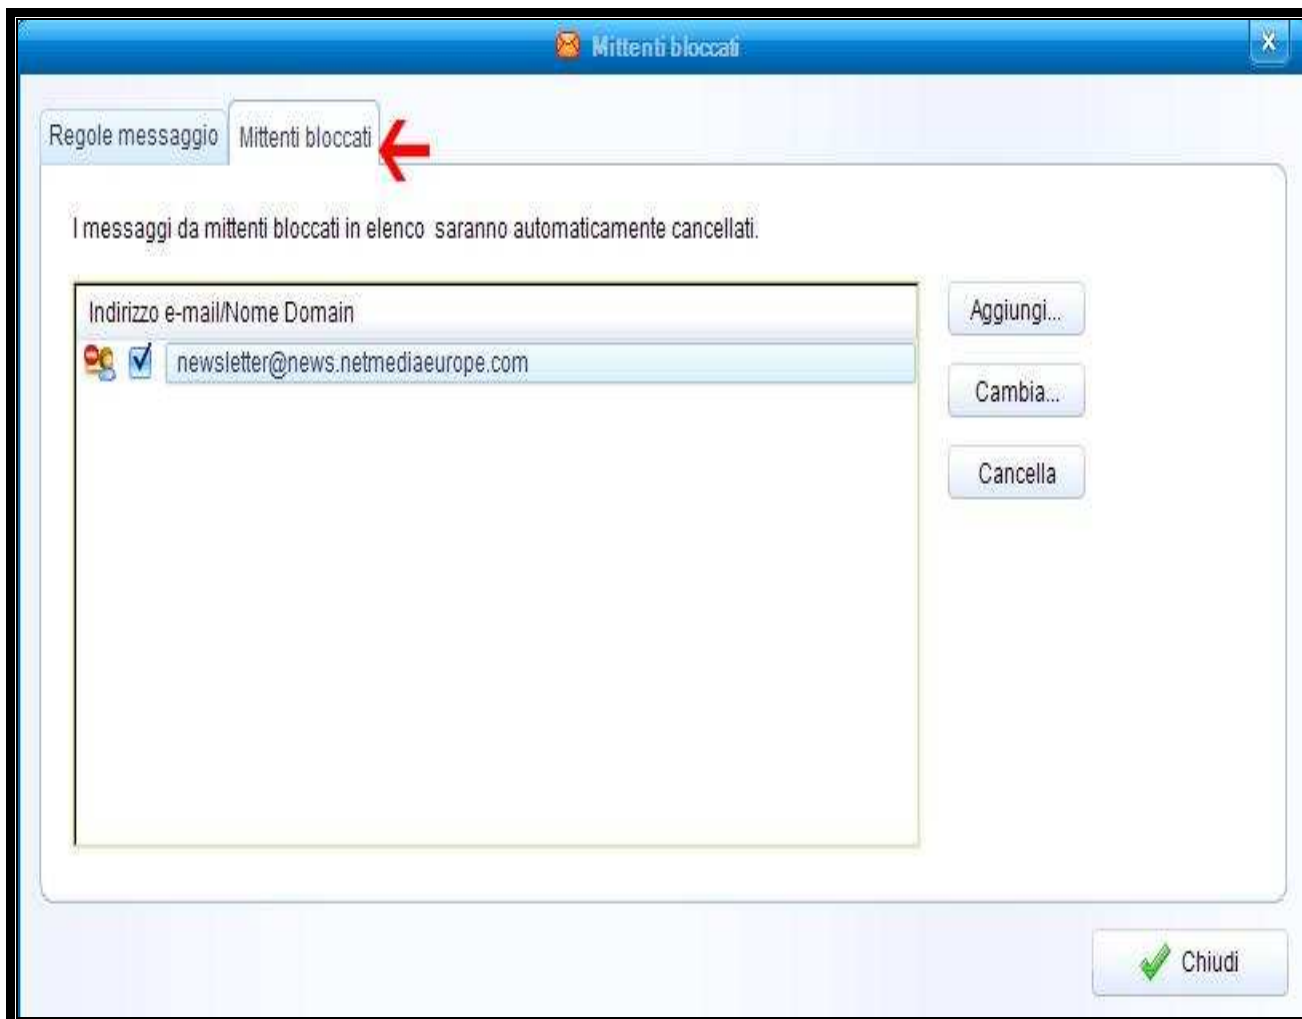 Mittenti bloccati
X
Regole messaggio
Mittenti bloccati
I messaggi da mittenti bloccati in elenco saranno automaticamente cancellati.
Indirizzo e-mail/Nome Domain
Aggiungi...
newsletter@news.netmediaeurope.com
Cambia...
Cancella
Chiudi